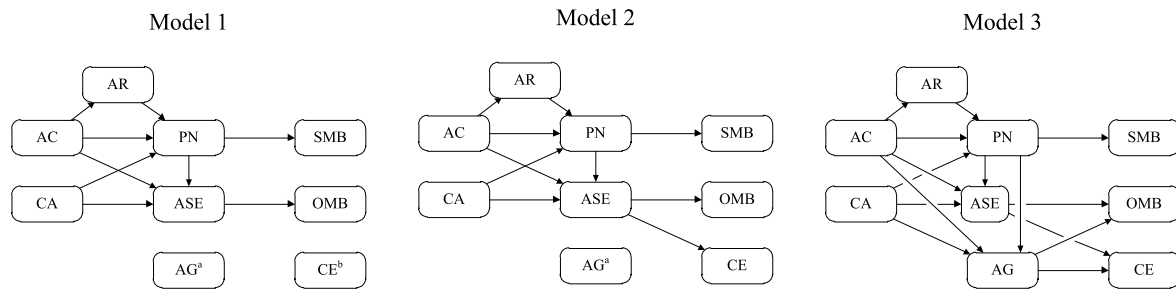 Model 1
AR
AC
PN
SMB
CA
ASE
OMB
AGᵃ
CEᵇ
Model 2
AR
AC
PN
SMB
CA
ASE
OMB
AGᵃ
CE
Model 3
AR
AC
PN
SMB
CA
ASE
OMB
AG
CE